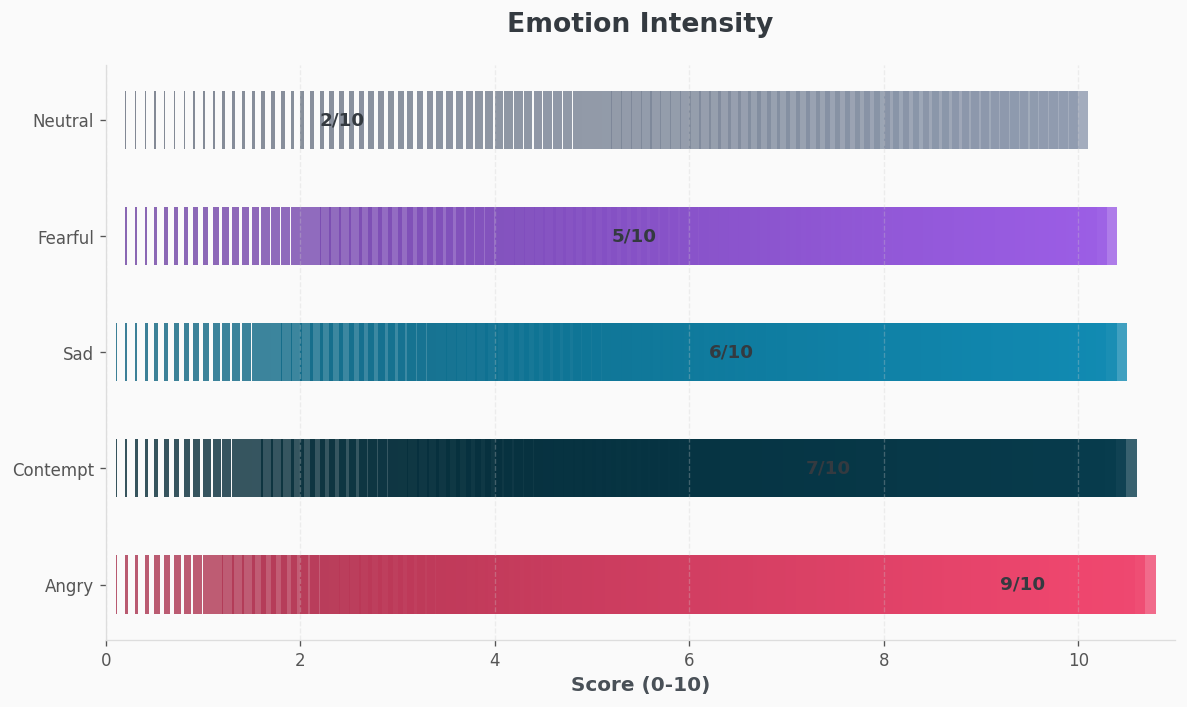 Emotion Intensity
Neutral
2/10
Fearful
5/10
Sad
6/10
Contempt
7/10
Angry
9/10
0 2 4 6 8 10
Score (0-10)